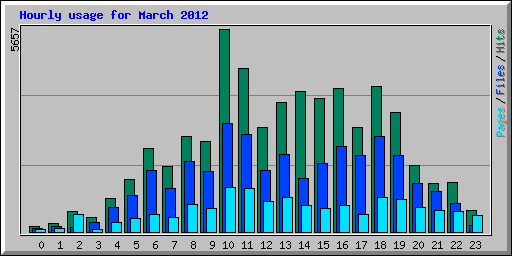 Hourly usage for March 2012
5657
Pages/Files/Hits
0 1 2 3 4 5 6 7 8 9 10 11 12 13 14 15 16 17 18 19 20 21 22 23